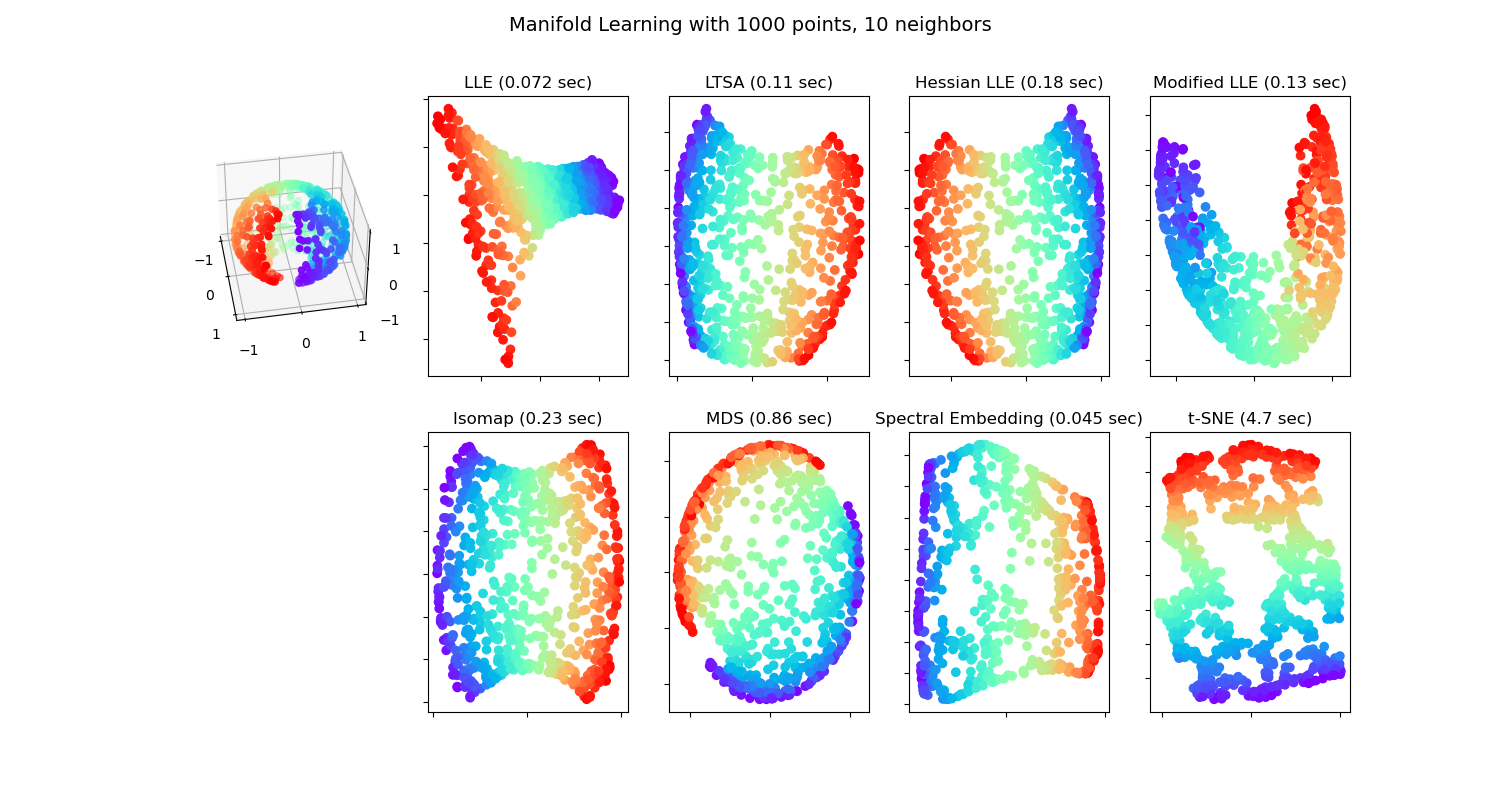 Manifold Learning with 1000 points, 10 neighbors
LLE (0.072 sec)
LTSA (0.11 sec)
Hessian LLE (0.18 sec)
Modified LLE (0.13 sec)
−1
0
1
−1
0
1
1
0
−1
Isomap (0.23 sec)
MDS (0.86 sec)
Spectral Embedding (0.045 sec)
t-SNE (4.7 sec)